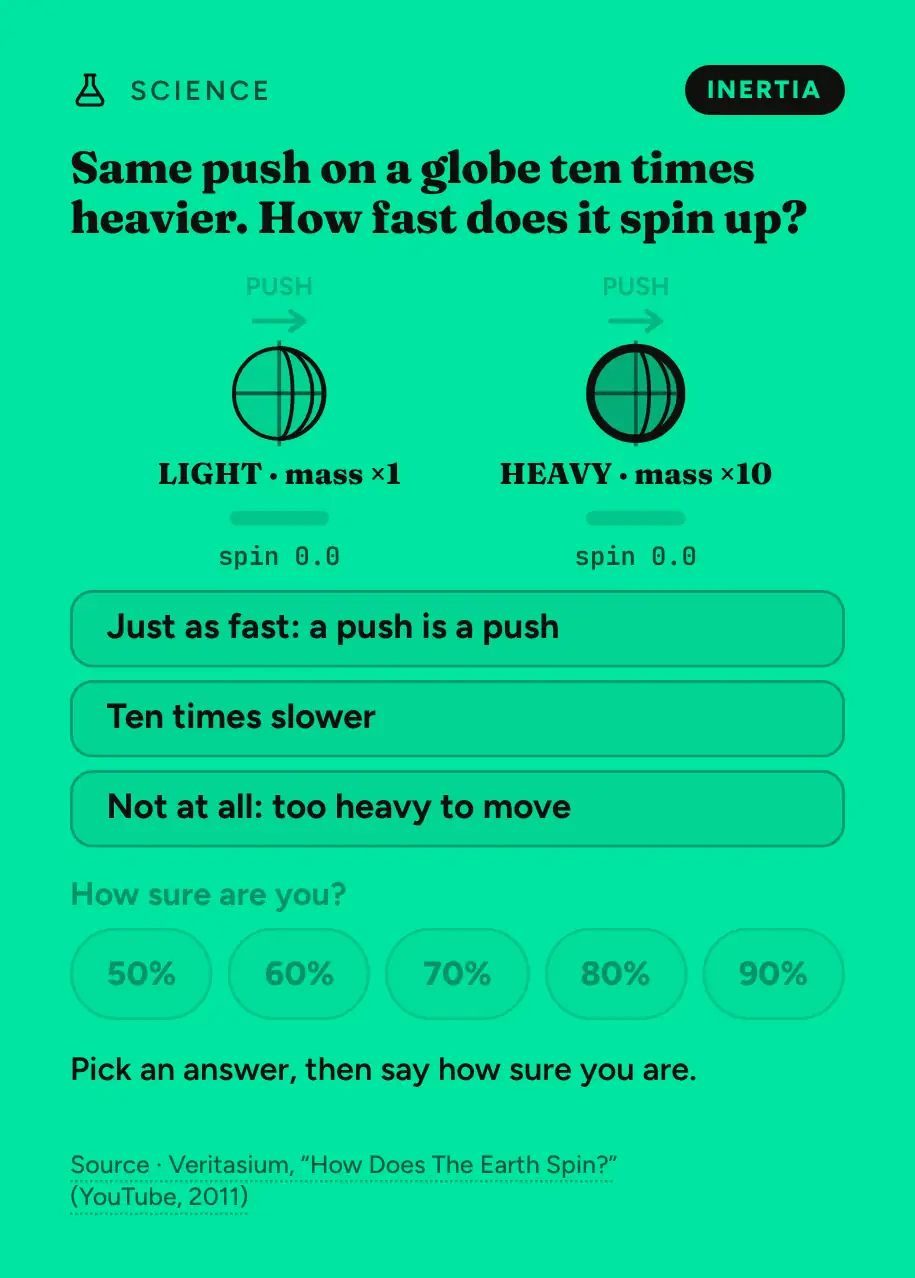 SCIENCE
INERTIA
Same push on a globe ten times
heavier. How fast does it spin up?
PUSH
PUSH
LIGHT · mass ×1
HEAVY · mass ×10
spin 0.0
spin 0.0
Just as fast: a push is a push
Ten times slower
Not at all: too heavy to move
How sure are you?
50%
60%
70%
80%
90%
Pick an answer, then say how sure you are.
Source · Veritasium, “How Does The Earth Spin?”
(YouTube, 2011)